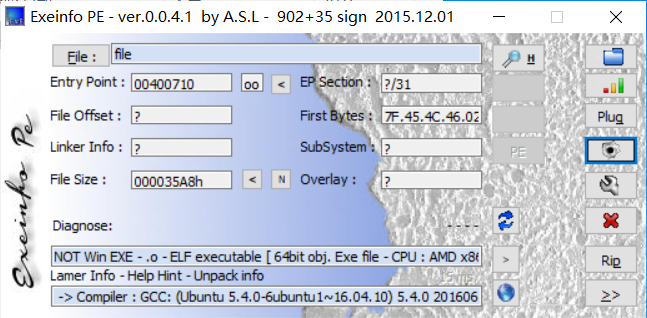 Exeinfo PE - ver.0.0.4.1 by A.S.L - 902+35 sign 2015.12.01
File : file H
Entry Point : 00400710 oo < EP Section : ?/31
File Offset : ? First Bytes : 7F.45.4C.46.02 Plug
Linker Info : ? SubSystem : ? PE
File Size : 000035A8h < N Overlay : ?
Diagnose: - - - -
NOT Win EXE - .o - ELF executable [ 64bit obj. Exe file - CPU : AMD x86 > Rip
Lamer Info - Help Hint - Unpack info
-> Compiler : GCC: (Ubuntu 5.4.0-6ubuntu1~16.04.10) 5.4.0 201606 >>
Exeinfo Pe